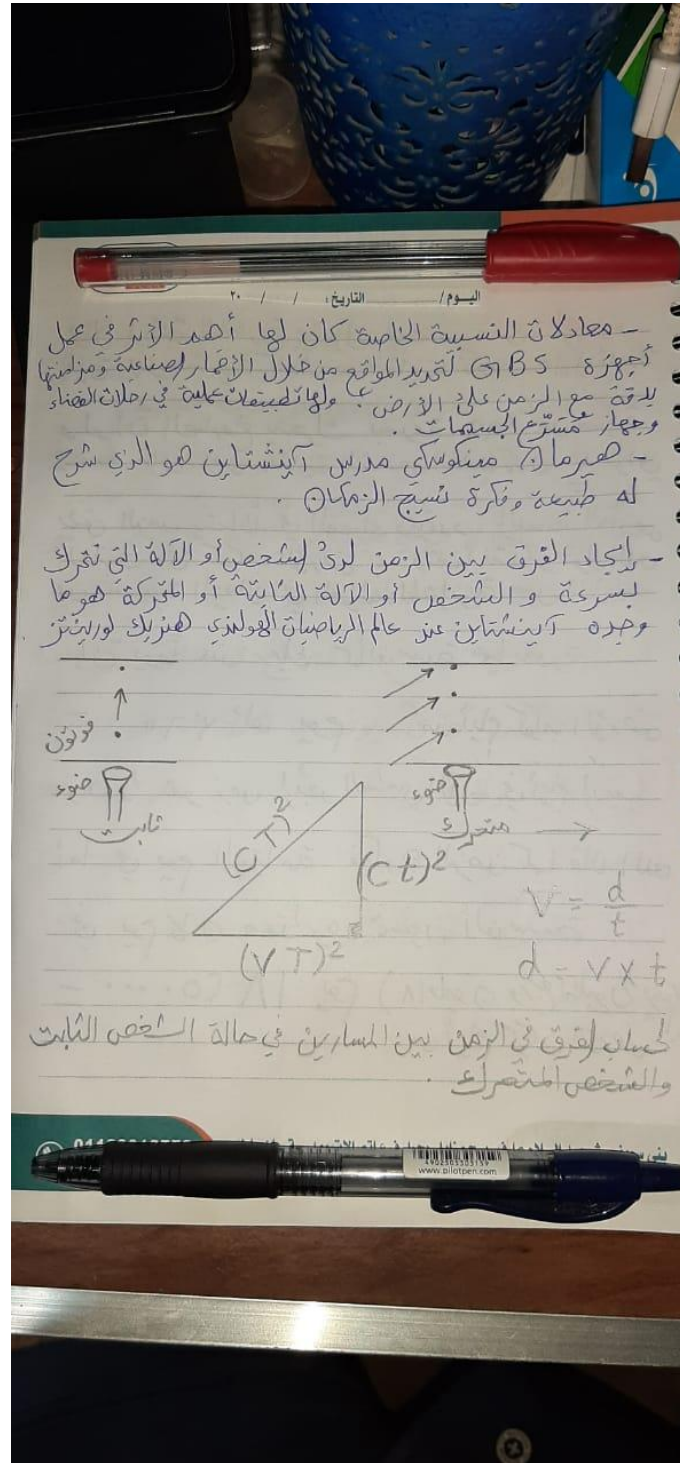 اليوم / التاريخ: / / ٢٠
- معادلات النسبية الخاصة كان لها أهم الأثر في عمل
أجهزة GBS لتحديد المواقع من خلال الأقمار الصناعية ومزامنتها
بدقة مع الزمن على الأرض، ولها تطبيقات عملية في رحلات الفضاء
وجهاز مُسَرِّع الجسيمات.
- هيرمان مينكوسكي مدرس آينشتاين هو الذي شرح
له طبيعة وفكرة نسيج الزمكان.
- إيجاد الفرق بين الزمن لدى الشخص أو الآلة التي تتحرك
بسرعة و الشخص أو الآلة الثابتة أو المتحركة هو ما
وجده آينشتاين عند عالم الرياضيات الهولندي هنريك لورينتز
فوتون
ضوء
ثابت
ضوء
متحرك
(CT)²
(Ct)²
(VT)²
V = d/t
d = V x t
لحساب الفرق في الزمن بين المسارين في حالة الشخص الثابت
والشخص المتحرك.
4902505303159
www.pilotpen.com